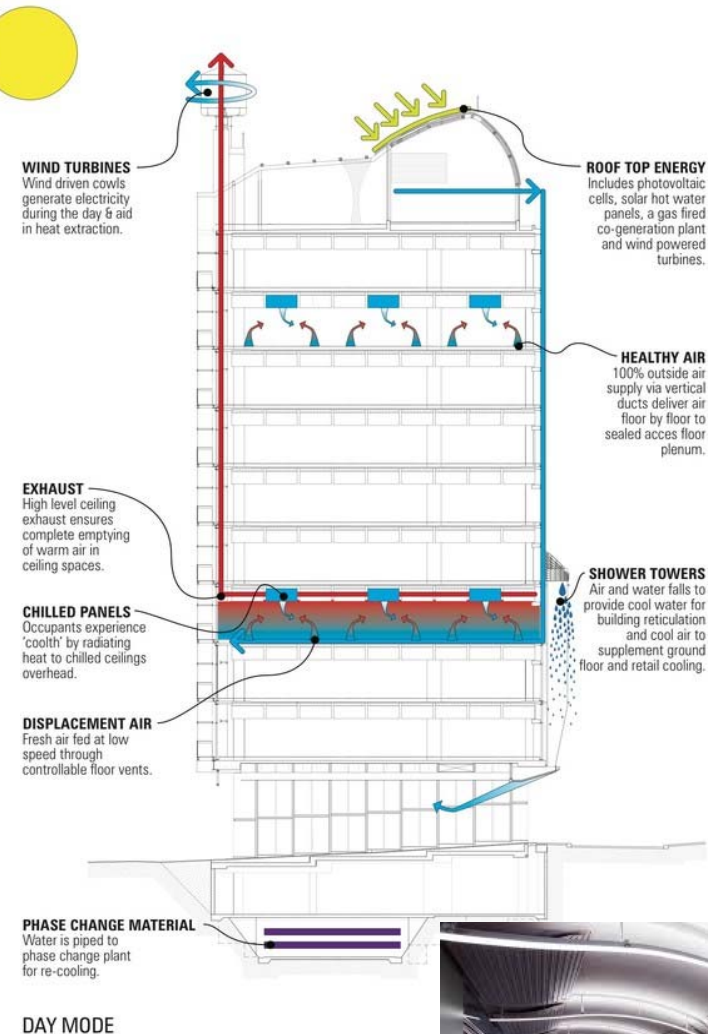 WIND TURBINES
Wind driven cowls
generate electricity
during the day & aid
in heat extraction.
ROOF TOP ENERGY
Includes photovoltaic
cells, solar hot water
panels, a gas fired
co-generation plant
and wind powered
turbines.
HEALTHY AIR
100% outside air
supply via vertical
ducts deliver air
floor by floor to
sealed acces floor
plenum.
EXHAUST
High level ceiling
exhaust ensures
complete emptying
of warm air in
ceiling spaces.
CHILLED PANELS
Occupants experience
'coolth' by radiating
heat to chilled ceilings
overhead.
SHOWER TOWERS
Air and water falls to
provide cool water for
building reticulation
and cool air to
supplement ground
floor and retail cooling.
DISPLACEMENT AIR
Fresh air fed at low
speed through
controllable floor vents.
PHASE CHANGE MATERIAL
Water is piped to
phase change plant
for re-cooling.
DAY MODE